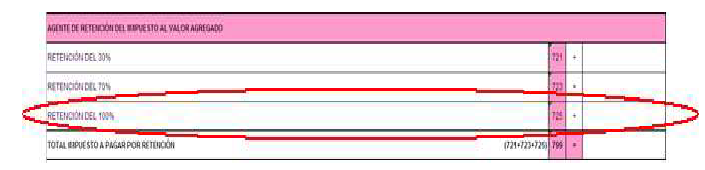 AGENTE DE RETENCIÓN DEL IMPUESTO AL VALOR AGREGADO
RETENCIÓN DEL 30% 721 +
RETENCIÓN DEL 70% 723 +
RETENCIÓN DEL 100% 725 +
TOTAL IMPUESTO A PAGAR POR RETENCIÓN (721+723+725) 799 =